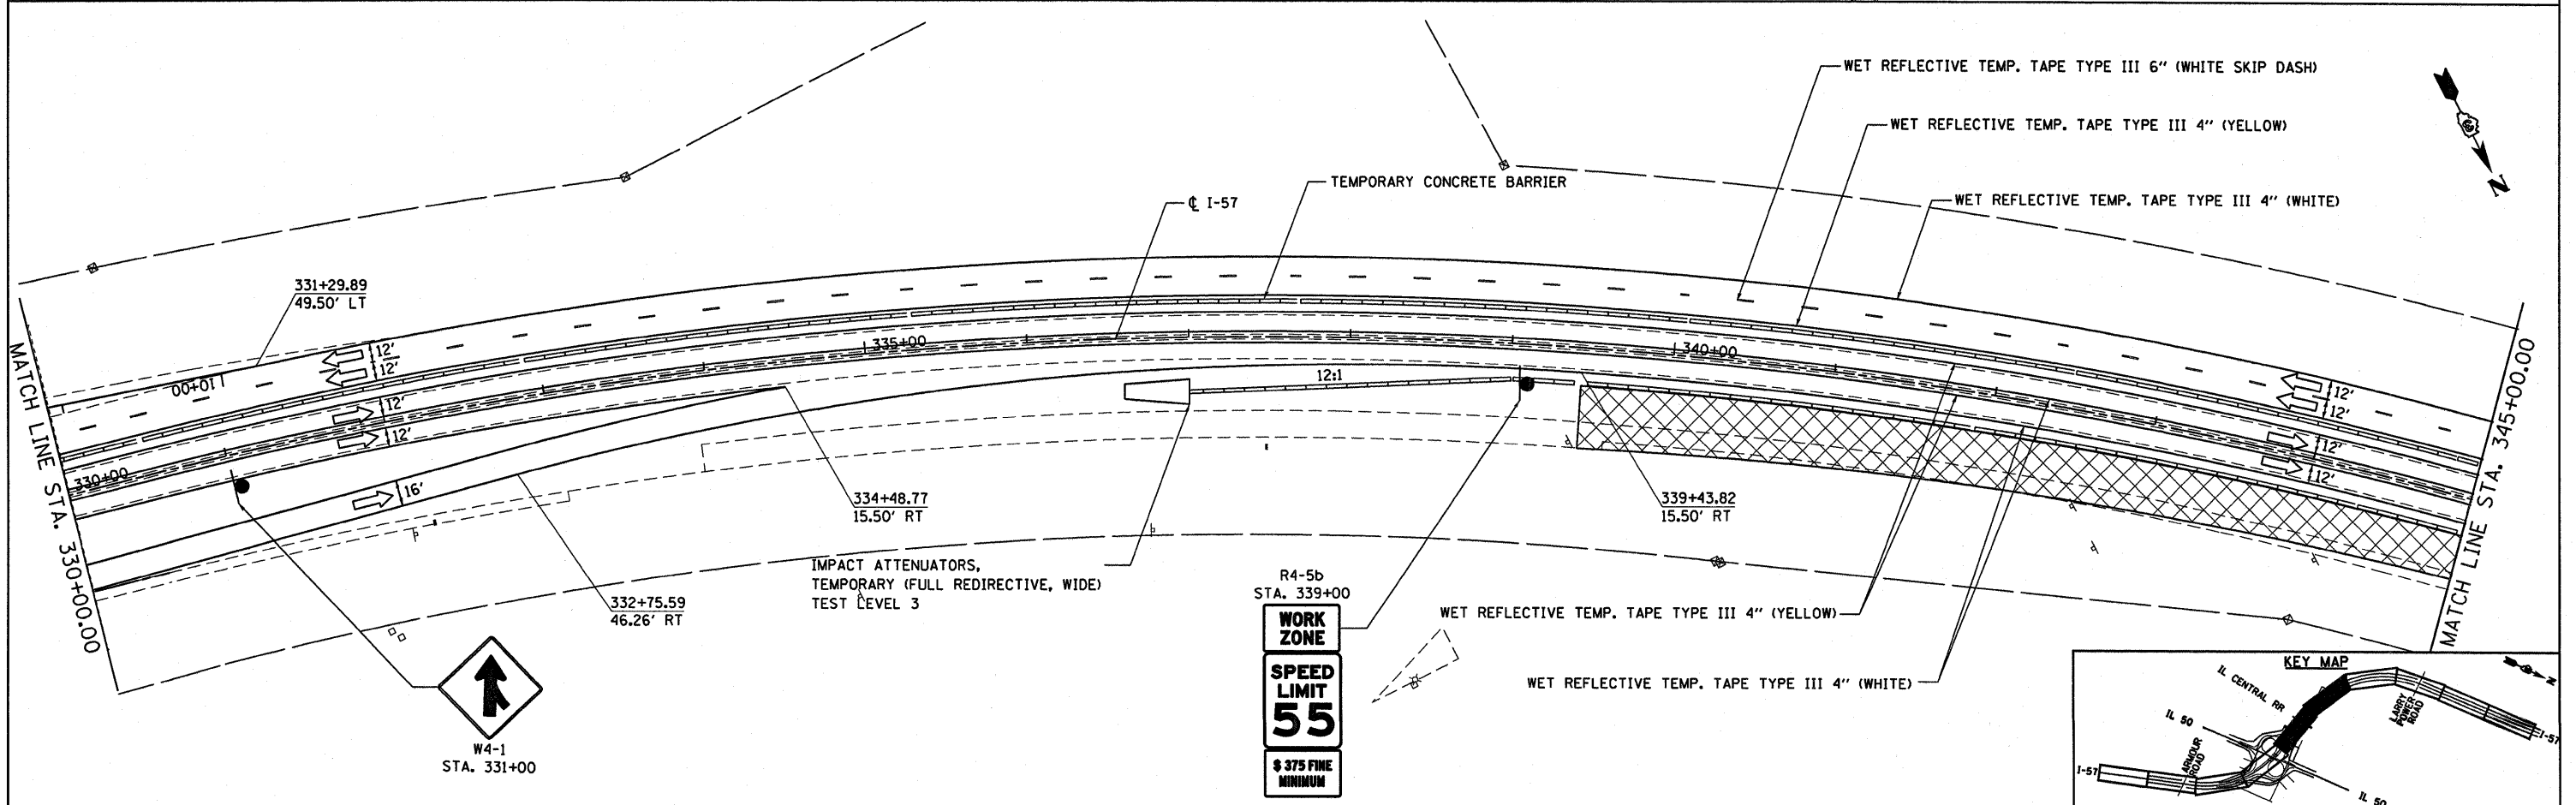 WET REFLECTIVE TEMP. TAPE TYPE III 6" (WHITE SKIP DASH)
WET REFLECTIVE TEMP. TAPE TYPE III 4" (YELLOW)
TEMPORARY CONCRETE BARRIER
WET REFLECTIVE TEMP. TAPE TYPE III 4" (WHITE)
N
℄ I-57
331+29.89
49.50' LT
12'
12'
10+00
335+00
340+00
12:1
12'
12'
12'
12'
12'
12'
330+00
16'
MATCH LINE STA. 330+00.00
MATCH LINE STA. 345+00.00
334+48.77
15.50' RT
339+43.82
15.50' RT
IMPACT ATTENUATORS,
TEMPORARY (FULL REDIRECTIVE, WIDE)
TEST LEVEL 3
332+75.59
46.26' RT
R4-5b
STA. 339+00
WORK
ZONE
SPEED
LIMIT
55
$ 375 FINE
MINIMUM
WET REFLECTIVE TEMP. TAPE TYPE III 4" (YELLOW)
WET REFLECTIVE TEMP. TAPE TYPE III 4" (WHITE)
W4-1
STA. 331+00
KEY MAP
N
IL CENTRAL RR
IL 50
LARRY
POWER
ROAD
ARMOUR
ROAD
I-57
I-57
IL 50